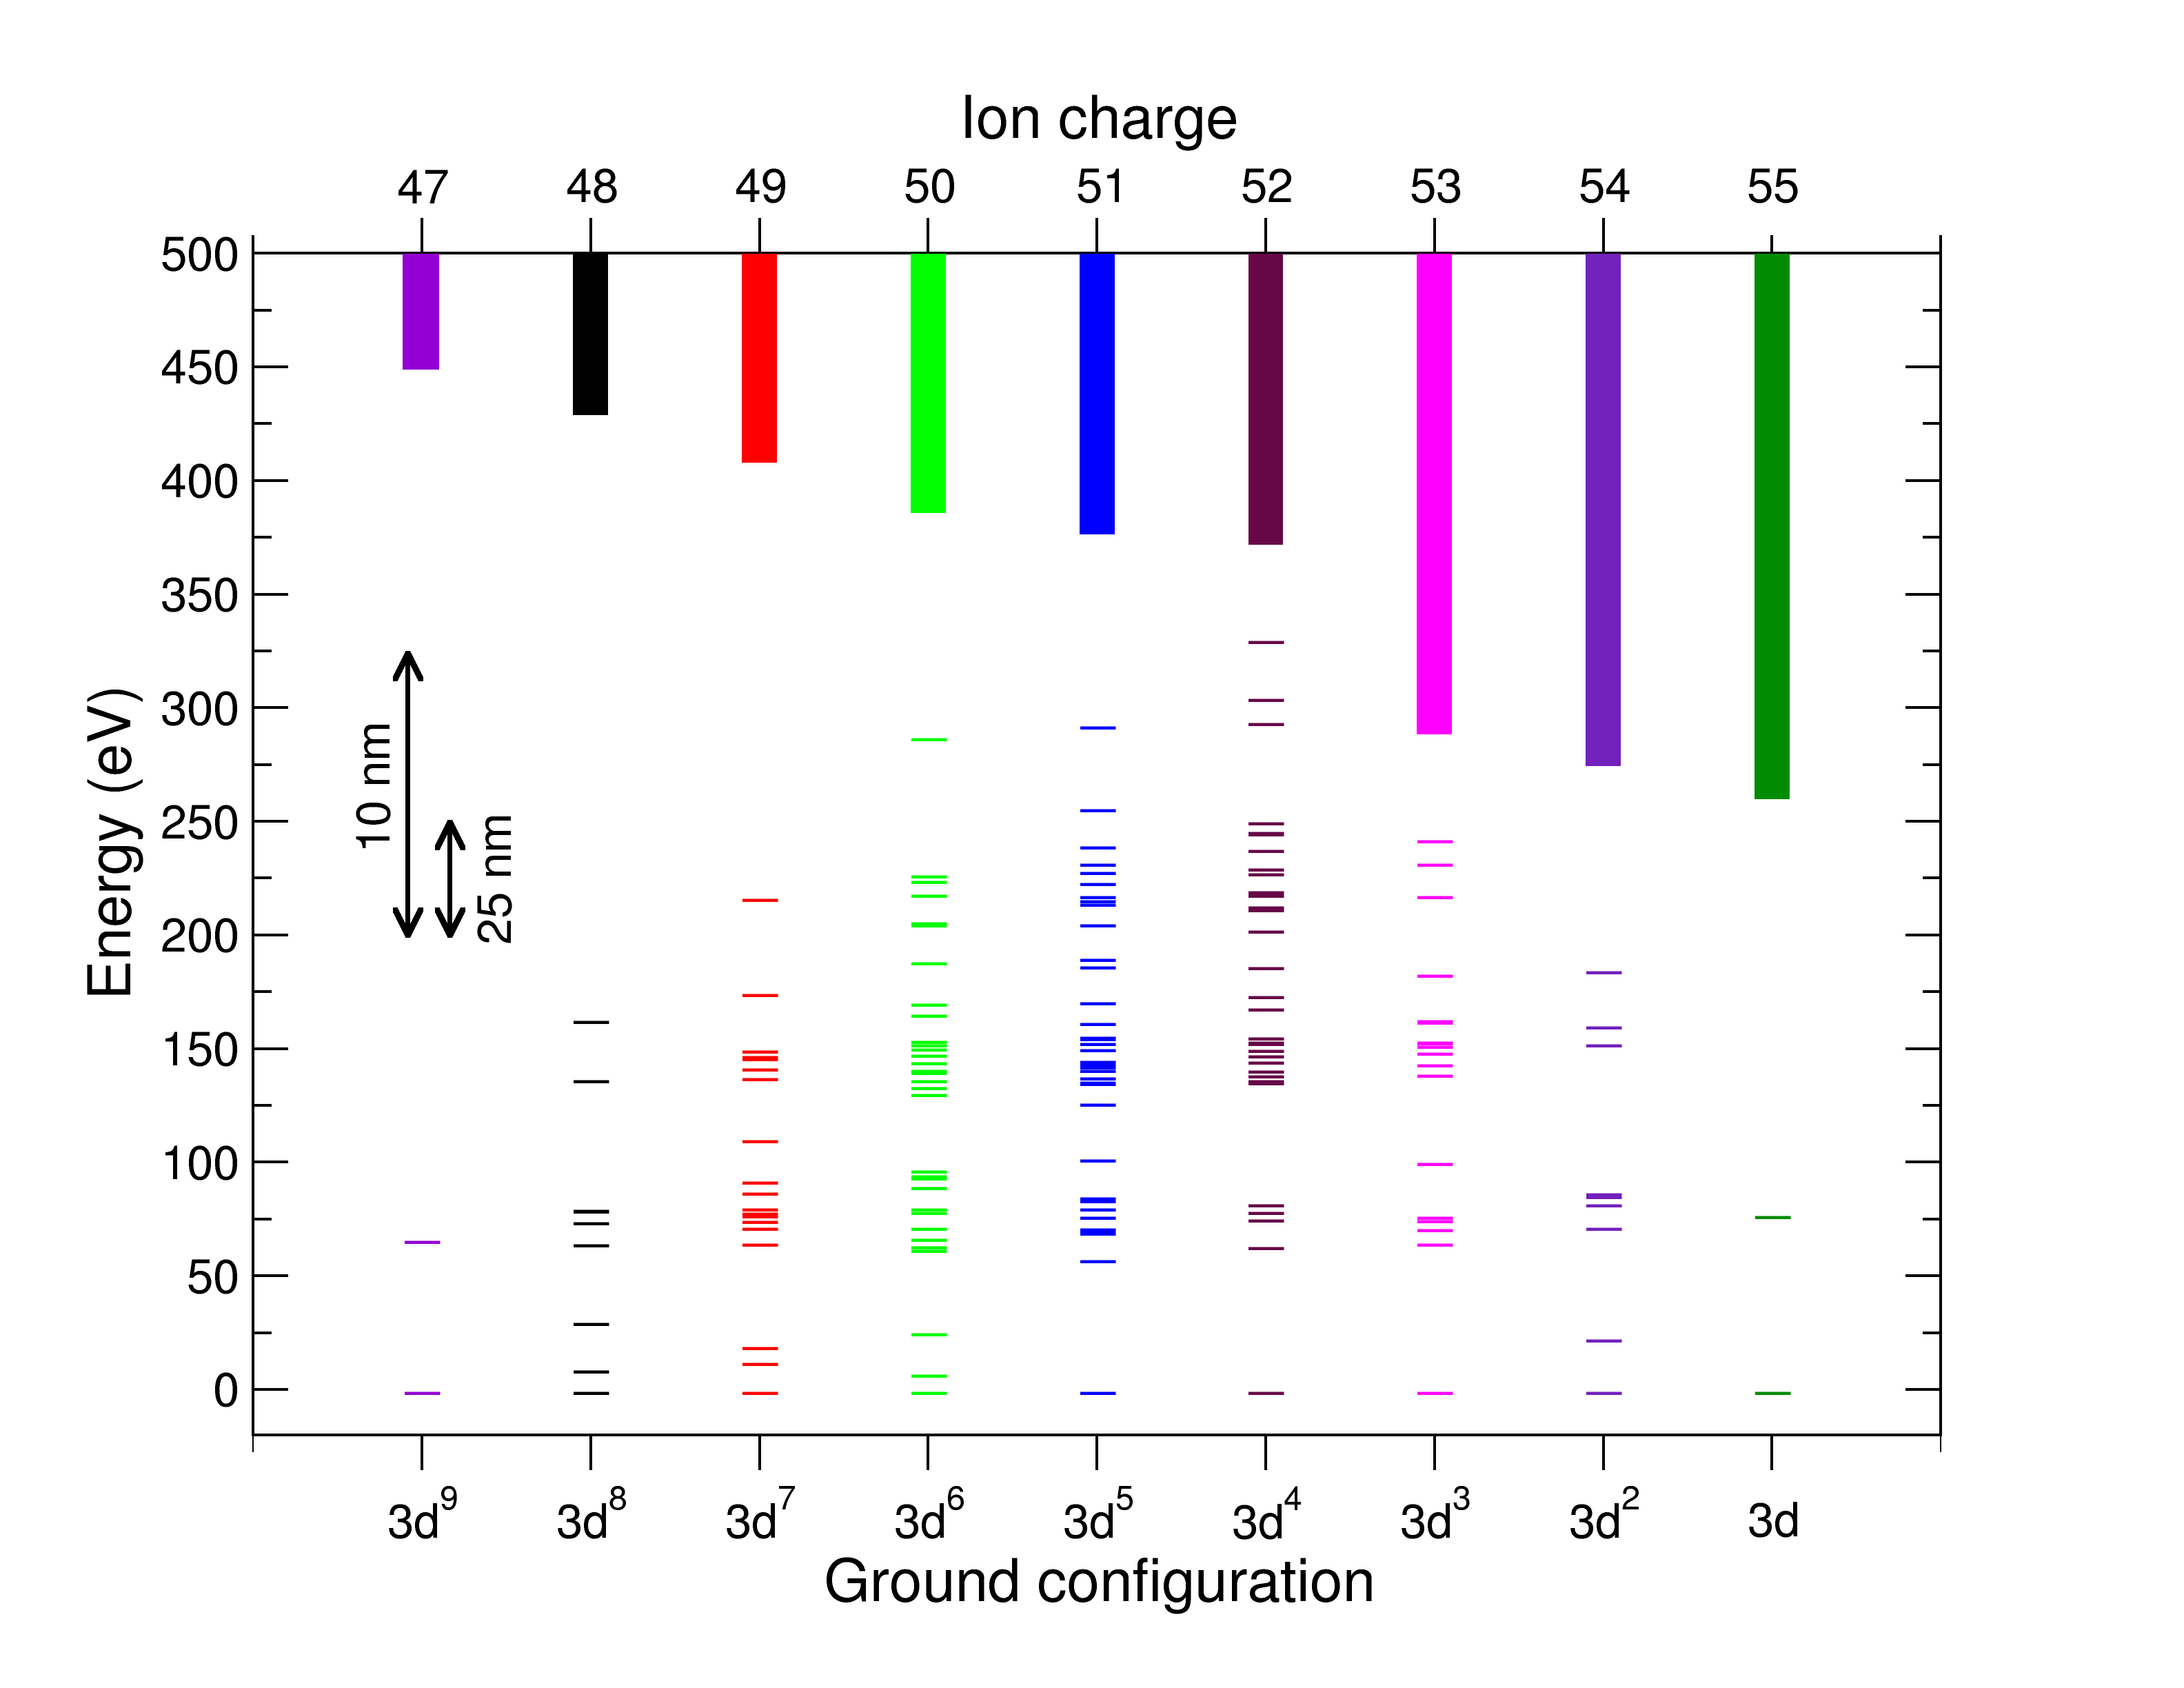 Ion charge
47 48 49 50 51 52 53 54 55
500
450
400
350
300
250
200
150
100
50
0
Energy (eV)
10 nm
25 nm
3d⁹ 3d⁸ 3d⁷ 3d⁶ 3d⁵ 3d⁴ 3d³ 3d² 3d
Ground configuration